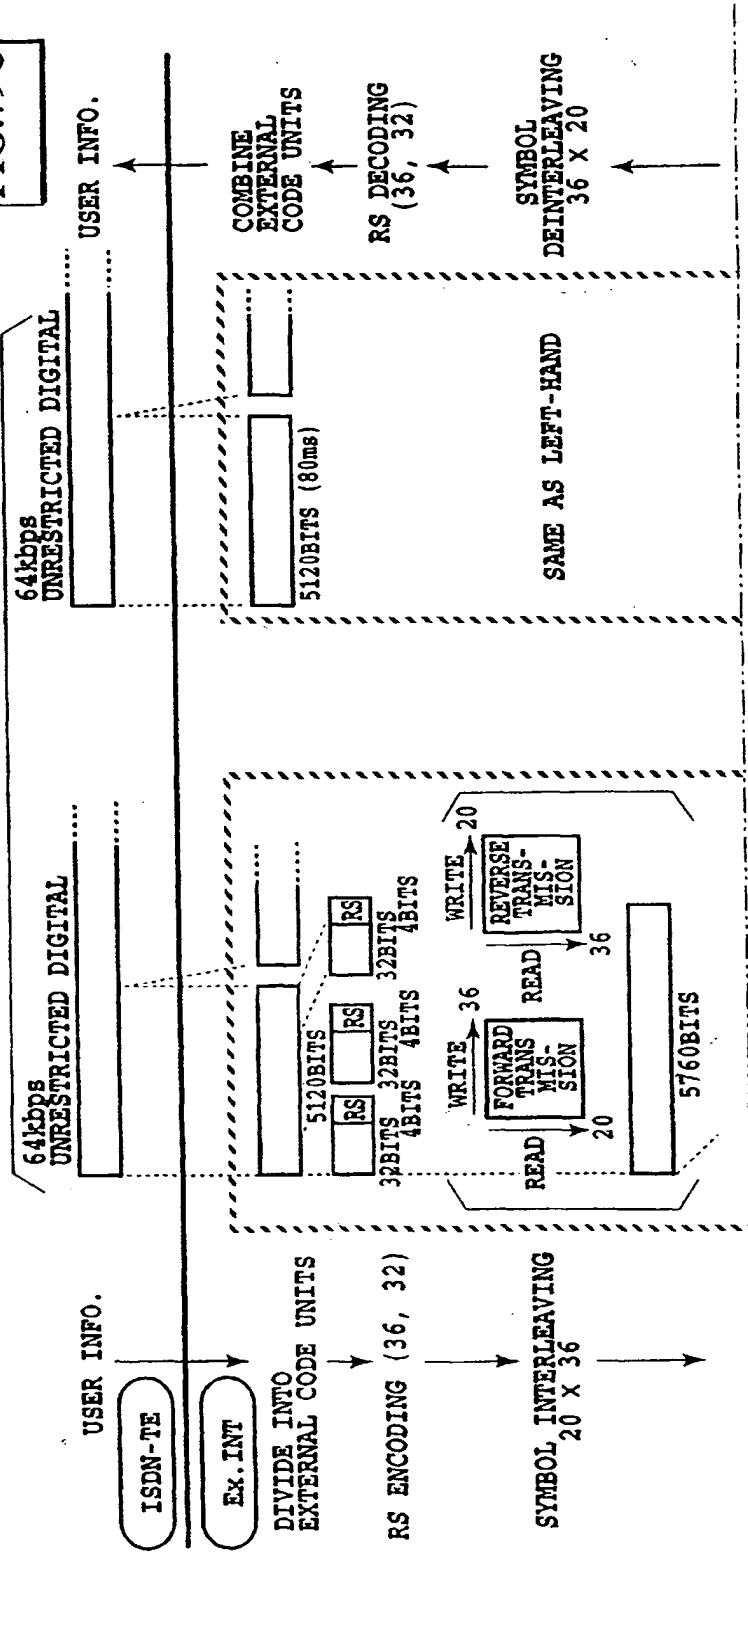 64kbps
UNRESTRICTED DIGITAL
64kbps
UNRESTRICTED DIGITAL
USER INFO.
USER INFO.
ISDN-TE
Ex.INT
DIVIDE INTO
EXTERNAL CODE UNITS
RS ENCODING (36, 32)
SYMBOL INTERLEAVING
20 X 36
5120BITS
RS
RS
RS
32BITS
4BITS
32BITS
4BITS
32BITS
4BITS
WRITE
36
FORWARD
TRANS
MIS-
SION
READ
20
WRITE
20
REVERSE
TRANS-
MIS-
SION
READ
36
5760BITS
5120BITS (80ms)
SAME AS LEFT-HAND
COMBINE
EXTERNAL
CODE UNITS
RS DECODING
(36, 32)
SYMBOL
DEINTERLEAVING
36 X 20